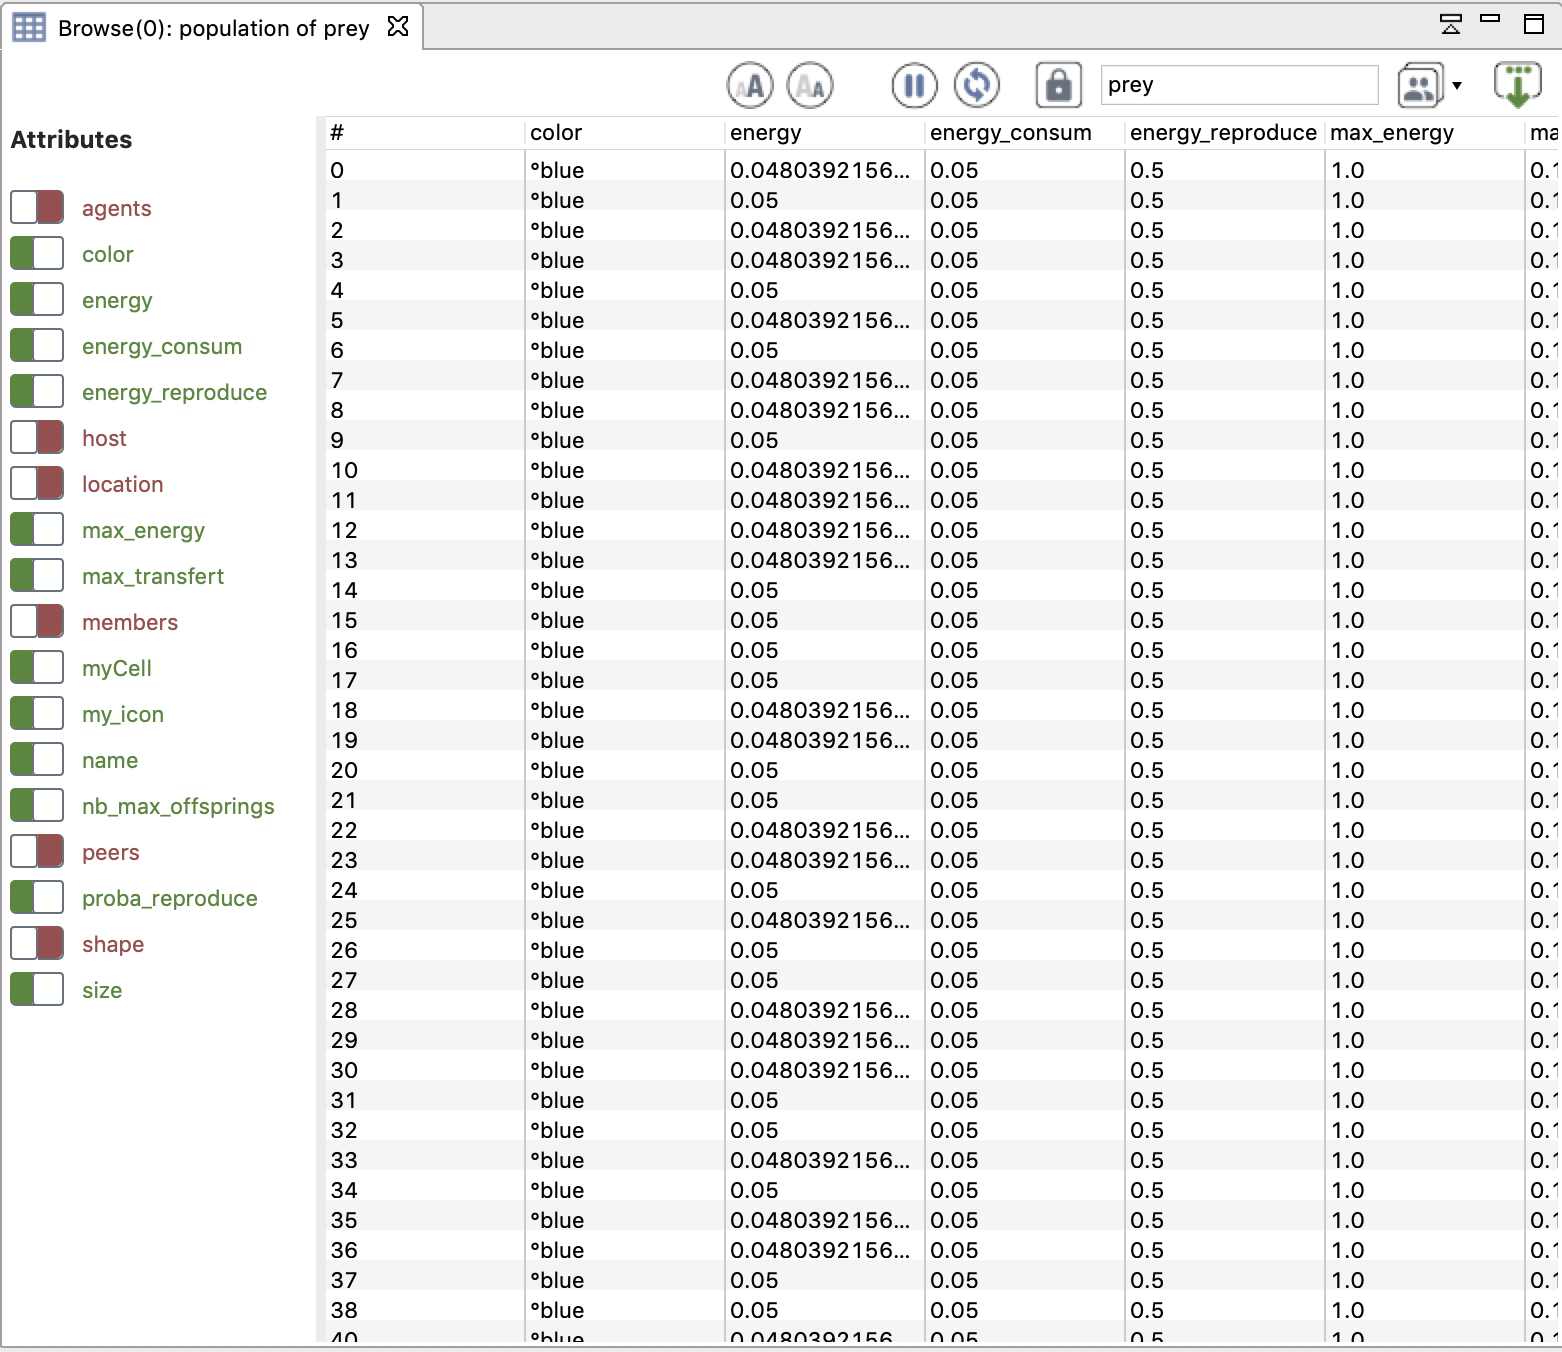 Browse(0): population of prey
AA AA prey
Attributes
agents
color
energy
energy_consum
energy_reproduce
host
location
max_energy
max_transfert
members
myCell
my_icon
name
nb_max_offsprings
peers
proba_reproduce
shape
size
# color energy energy_consum energy_reproduce max_energy ma
0 °blue 0.0480392156... 0.05 0.5 1.0 0.1
1 °blue 0.05 0.05 0.5 1.0 0.1
2 °blue 0.0480392156... 0.05 0.5 1.0 0.1
3 °blue 0.0480392156... 0.05 0.5 1.0 0.1
4 °blue 0.05 0.05 0.5 1.0 0.1
5 °blue 0.0480392156... 0.05 0.5 1.0 0.1
6 °blue 0.05 0.05 0.5 1.0 0.1
7 °blue 0.0480392156... 0.05 0.5 1.0 0.1
8 °blue 0.0480392156... 0.05 0.5 1.0 0.1
9 °blue 0.05 0.05 0.5 1.0 0.1
10 °blue 0.0480392156... 0.05 0.5 1.0 0.1
11 °blue 0.0480392156... 0.05 0.5 1.0 0.1
12 °blue 0.0480392156... 0.05 0.5 1.0 0.1
13 °blue 0.0480392156... 0.05 0.5 1.0 0.1
14 °blue 0.05 0.05 0.5 1.0 0.1
15 °blue 0.05 0.05 0.5 1.0 0.1
16 °blue 0.05 0.05 0.5 1.0 0.1
17 °blue 0.05 0.05 0.5 1.0 0.1
18 °blue 0.0480392156... 0.05 0.5 1.0 0.1
19 °blue 0.0480392156... 0.05 0.5 1.0 0.1
20 °blue 0.05 0.05 0.5 1.0 0.1
21 °blue 0.05 0.05 0.5 1.0 0.1
22 °blue 0.0480392156... 0.05 0.5 1.0 0.1
23 °blue 0.0480392156... 0.05 0.5 1.0 0.1
24 °blue 0.05 0.05 0.5 1.0 0.1
25 °blue 0.0480392156... 0.05 0.5 1.0 0.1
26 °blue 0.05 0.05 0.5 1.0 0.1
27 °blue 0.05 0.05 0.5 1.0 0.1
28 °blue 0.0480392156... 0.05 0.5 1.0 0.1
29 °blue 0.0480392156... 0.05 0.5 1.0 0.1
30 °blue 0.0480392156... 0.05 0.5 1.0 0.1
31 °blue 0.05 0.05 0.5 1.0 0.1
32 °blue 0.05 0.05 0.5 1.0 0.1
33 °blue 0.0480392156... 0.05 0.5 1.0 0.1
34 °blue 0.05 0.05 0.5 1.0 0.1
35 °blue 0.0480392156... 0.05 0.5 1.0 0.1
36 °blue 0.0480392156... 0.05 0.5 1.0 0.1
37 °blue 0.05 0.05 0.5 1.0 0.1
38 °blue 0.05 0.05 0.5 1.0 0.1
40 °blue 0.0480392156... 0.05 0.5 1.0 0.1